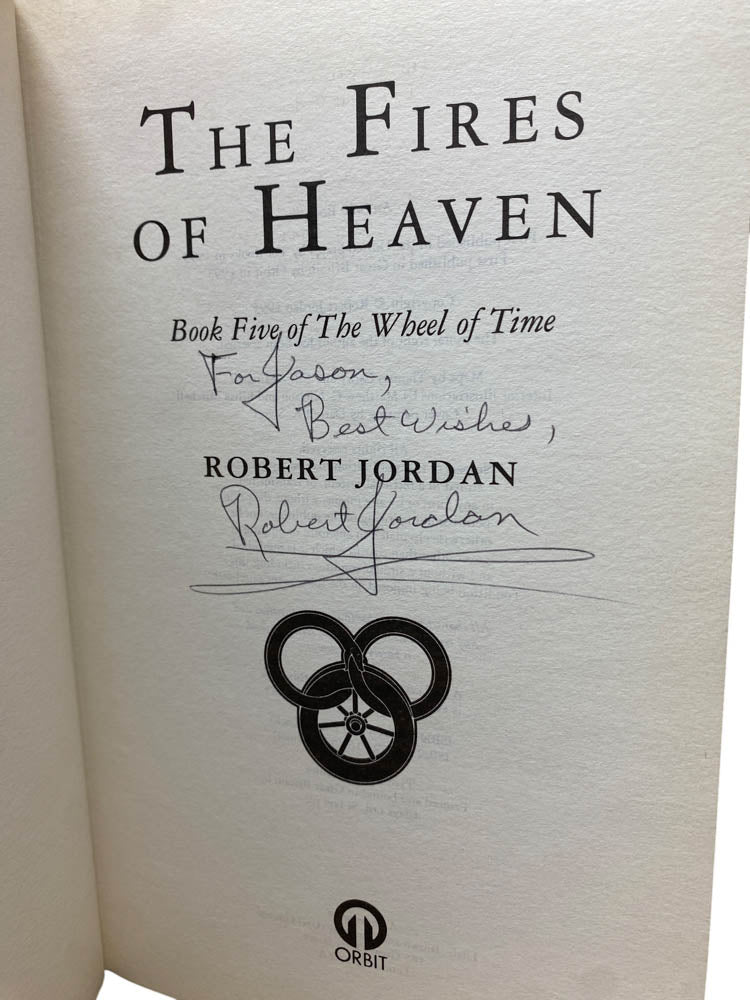 THE FIRES
OF HEAVEN
Book Five of The Wheel of Time
For Jason,
Best Wishes,
ROBERT JORDAN
Robert Jordan
ORBIT